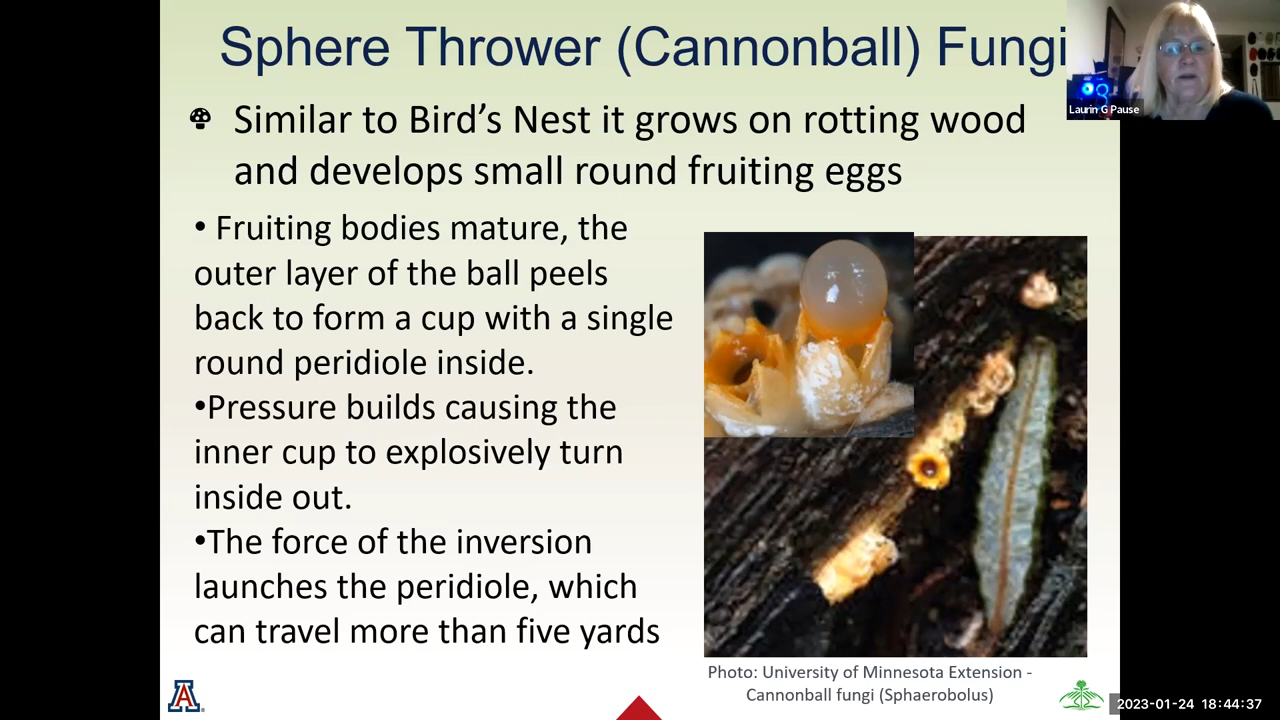 Sphere Thrower (Cannonball) Fungi
Laurin G Pause
Similar to Bird’s Nest it grows on rotting wood
and develops small round fruiting eggs
• Fruiting bodies mature, the
outer layer of the ball peels
back to form a cup with a single
round peridiole inside.
•Pressure builds causing the
inner cup to explosively turn
inside out.
•The force of the inversion
launches the peridiole, which
can travel more than five yards
Photo: University of Minnesota Extension -
Cannonball fungi (Sphaerobolus)
A
2023-01-24 18:44:37